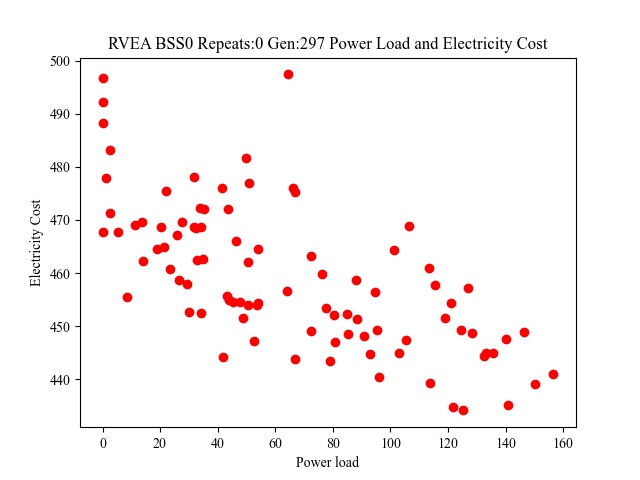 RVEA BSS0 Repeats:0 Gen:297 Power Load and Electricity Cost
500
490
480
470
460
450
440
Electricity Cost
0 20 40 60 80 100 120 140 160
Power load